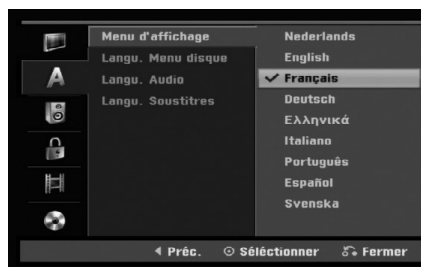 Menu d'affichage
Langu. Menu disque
Langu. Audio
Langu. Soustitres
Nederlands
English
Français
Deutsch
Ελληνικά
Italiano
Português
Español
Svenska
A
Préc. Séléctionner Fermer